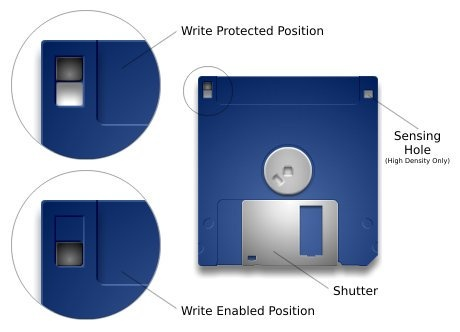 Write Protected Position
Sensing
Hole
(High Density Only)
Shutter
Write Enabled Position